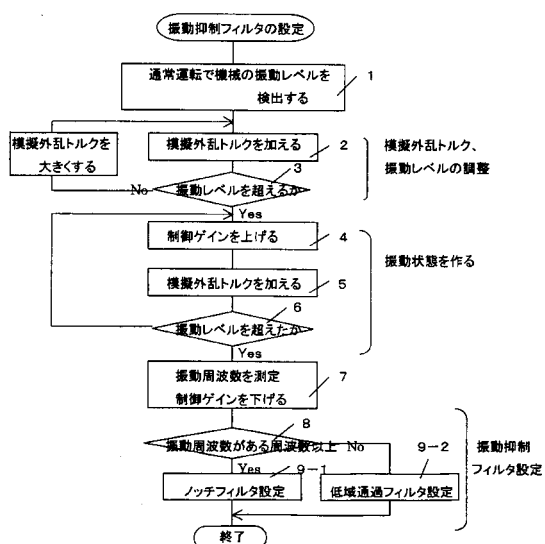 振動抑制フィルタの設定
通常運転で機械の振動レベルを
検出する
1
模擬外乱トルクを
大きくする
模擬外乱トルクを加える
2
模擬外乱トルク、
振動レベルの調整
3
No
振動レベルを超えるか
Yes
制御ゲインを上げる
4
振動状態を作る
模擬外乱トルクを加える
5
6
振動レベルを超えたか
Yes
振動周波数を測定
制御ゲインを下げる
7
8
振動周波数がある周波数以上
No
Yes
9-1
9-2
振動抑制
フィルタ設定
ノッチフィルタ設定
低域通過フィルタ設定
終了